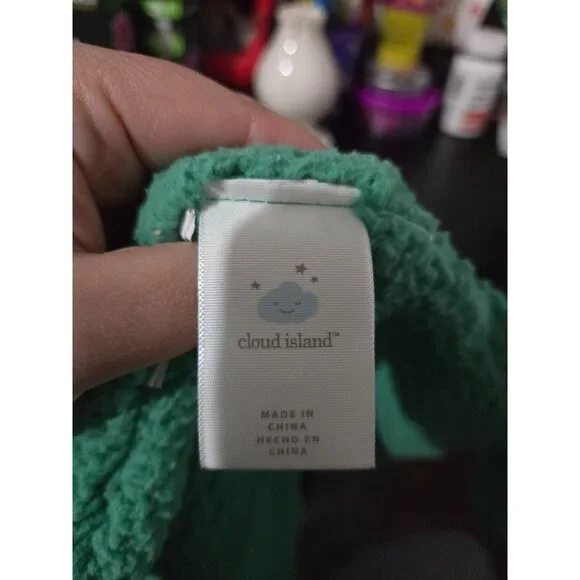 cloud island™
MADE IN
CHINA
HECHO EN
CHINA